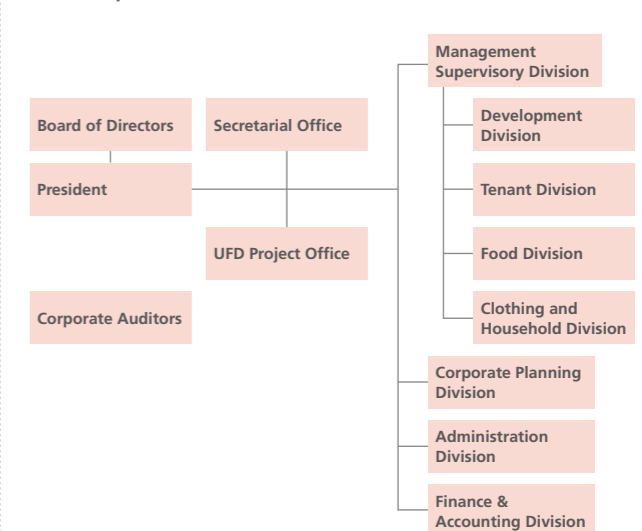 Board of Directors
President
Corporate Auditors
Secretarial Office
UFD Project Office
Management
Supervisory Division
Development
Division
Tenant Division
Food Division
Clothing and
Household Division
Corporate Planning
Division
Administration
Division
Finance &
Accounting Division